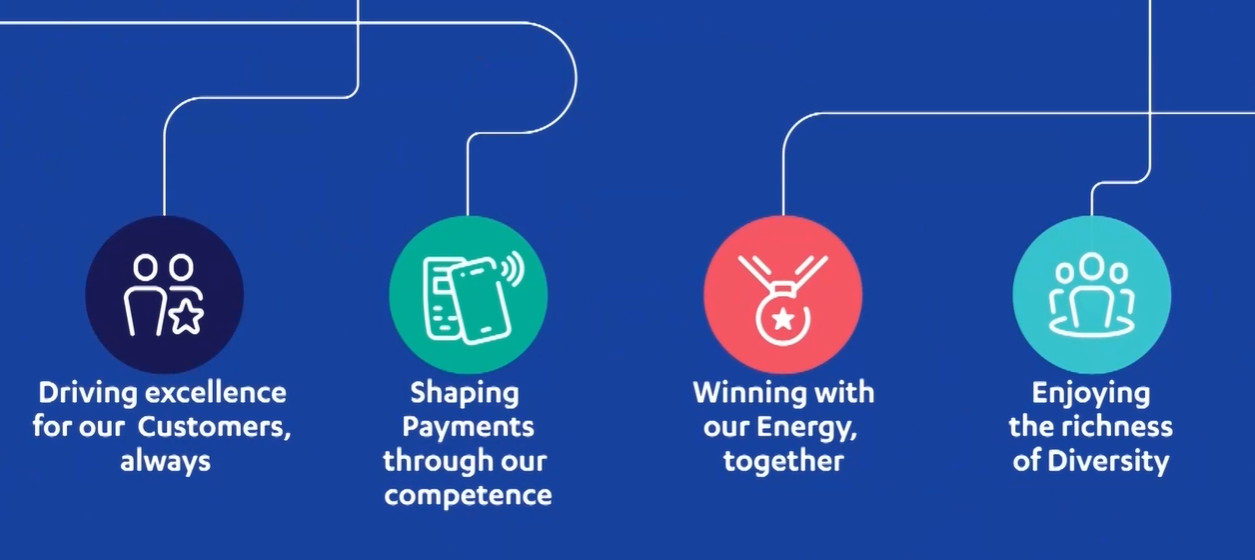 Driving excellence
for our Customers,
always
Shaping
Payments
through our
competence
Winning with
our Energy,
together
Enjoying
the richness
of Diversity